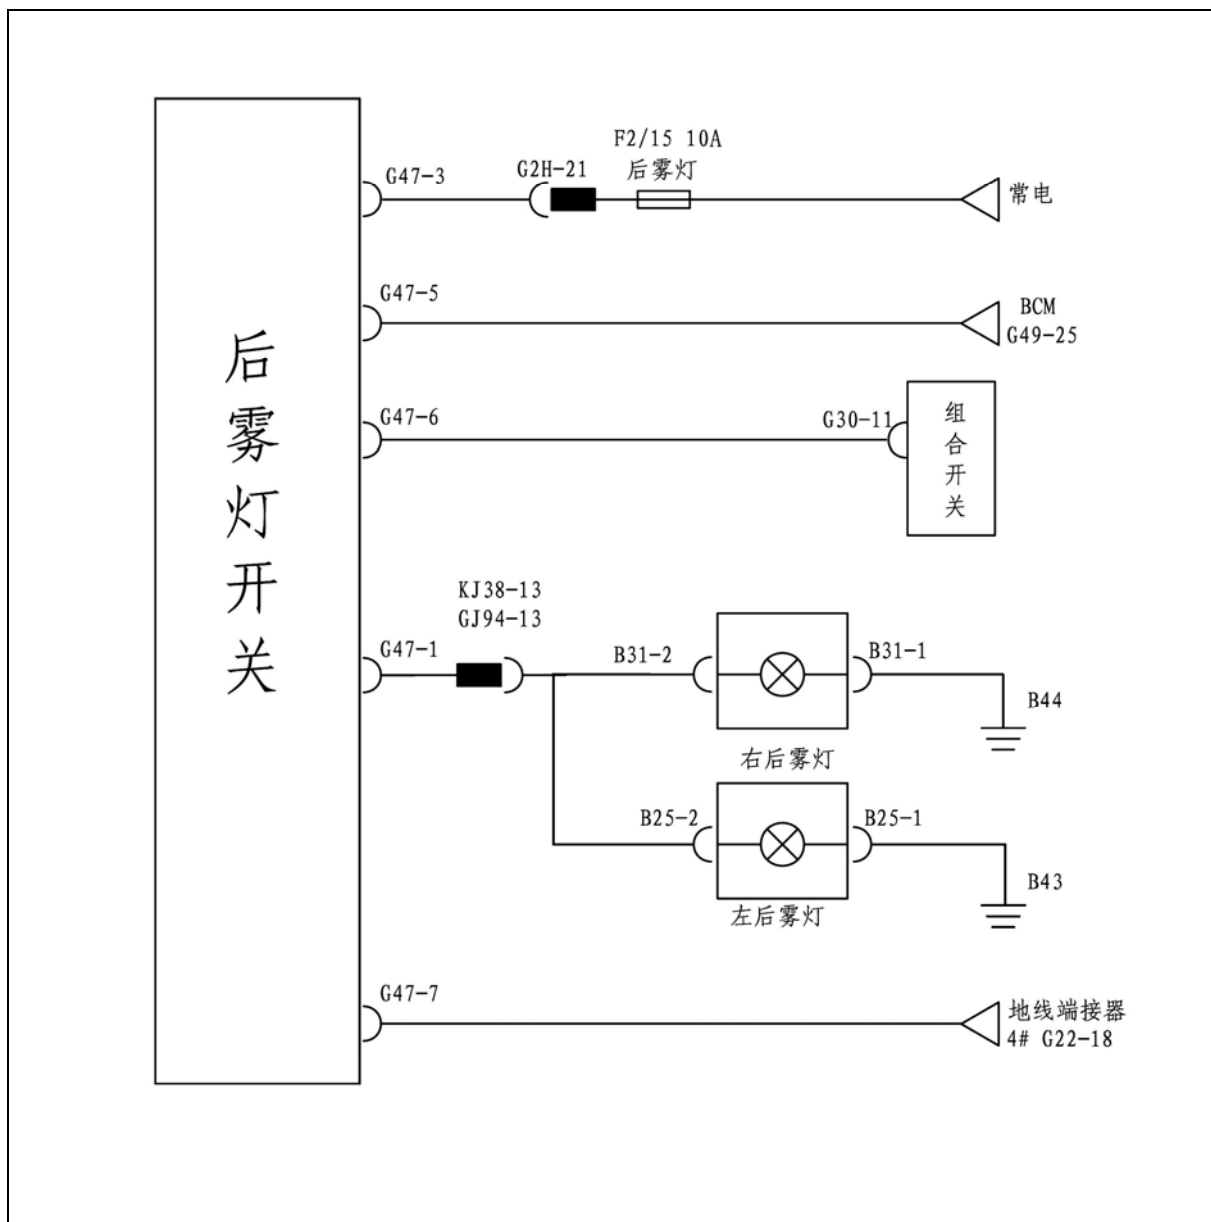 后雾灯开关
G47-3
G2H-21
F2/15 10A
后雾灯
常电
G47-5
BCM
G49-25
G47-6
G30-11
组合开关
KJ38-13
GJ94-13
G47-1
B31-2
B31-1
B44
右后雾灯
B25-2
B25-1
B43
左后雾灯
G47-7
地线端接器
4# G22-18